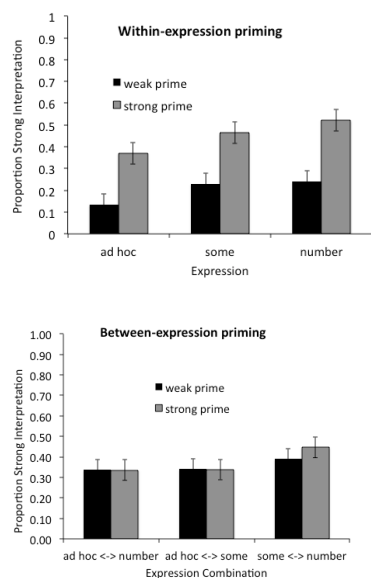 Within-expression priming
weak prime
strong prime
Proportion Strong Interpretation
1
0.9
0.8
0.7
0.6
0.5
0.4
0.3
0.2
0.1
0
ad hoc some number
Expression
Between-expression priming
weak prime
strong prime
Proportion Strong Interpretation
1.00
0.90
0.80
0.70
0.60
0.50
0.40
0.30
0.20
0.10
0.00
ad hoc <-> number ad hoc <-> some some <-> number
Expression Combination